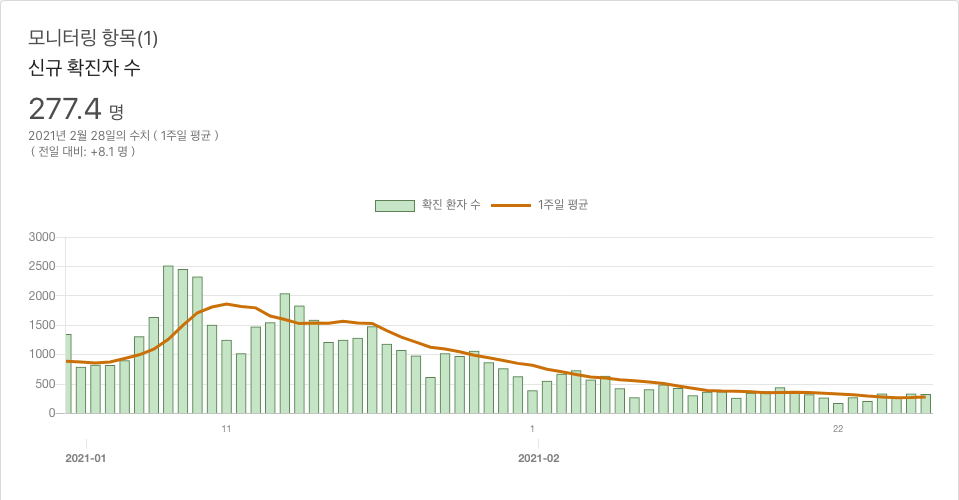 모니터링 항목(1)
신규 확진자 수
277.4 명
2021년 2월 28일의 수치 ( 1주일 평균 )
( 전일 대비: +8.1 명 )
확진 환자 수 1주일 평균
3000
2500
2000
1500
1000
500
0
11 1 22
2021-01 2021-02